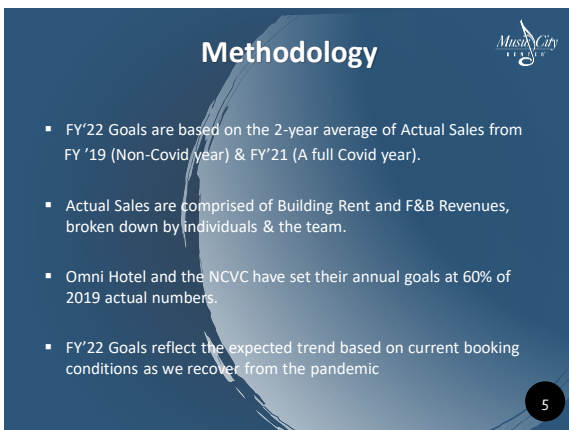 Methodology
Music City
CENTER
▪ FY‘22 Goals are based on the 2-year average of Actual Sales from
FY ’19 (Non-Covid year) & FY’21 (A full Covid year).
▪ Actual Sales are comprised of Building Rent and F&B Revenues,
broken down by individuals & the team.
▪ Omni Hotel and the NCVC have set their annual goals at 60% of
2019 actual numbers.
▪ FY’22 Goals reflect the expected trend based on current booking
conditions as we recover from the pandemic
5